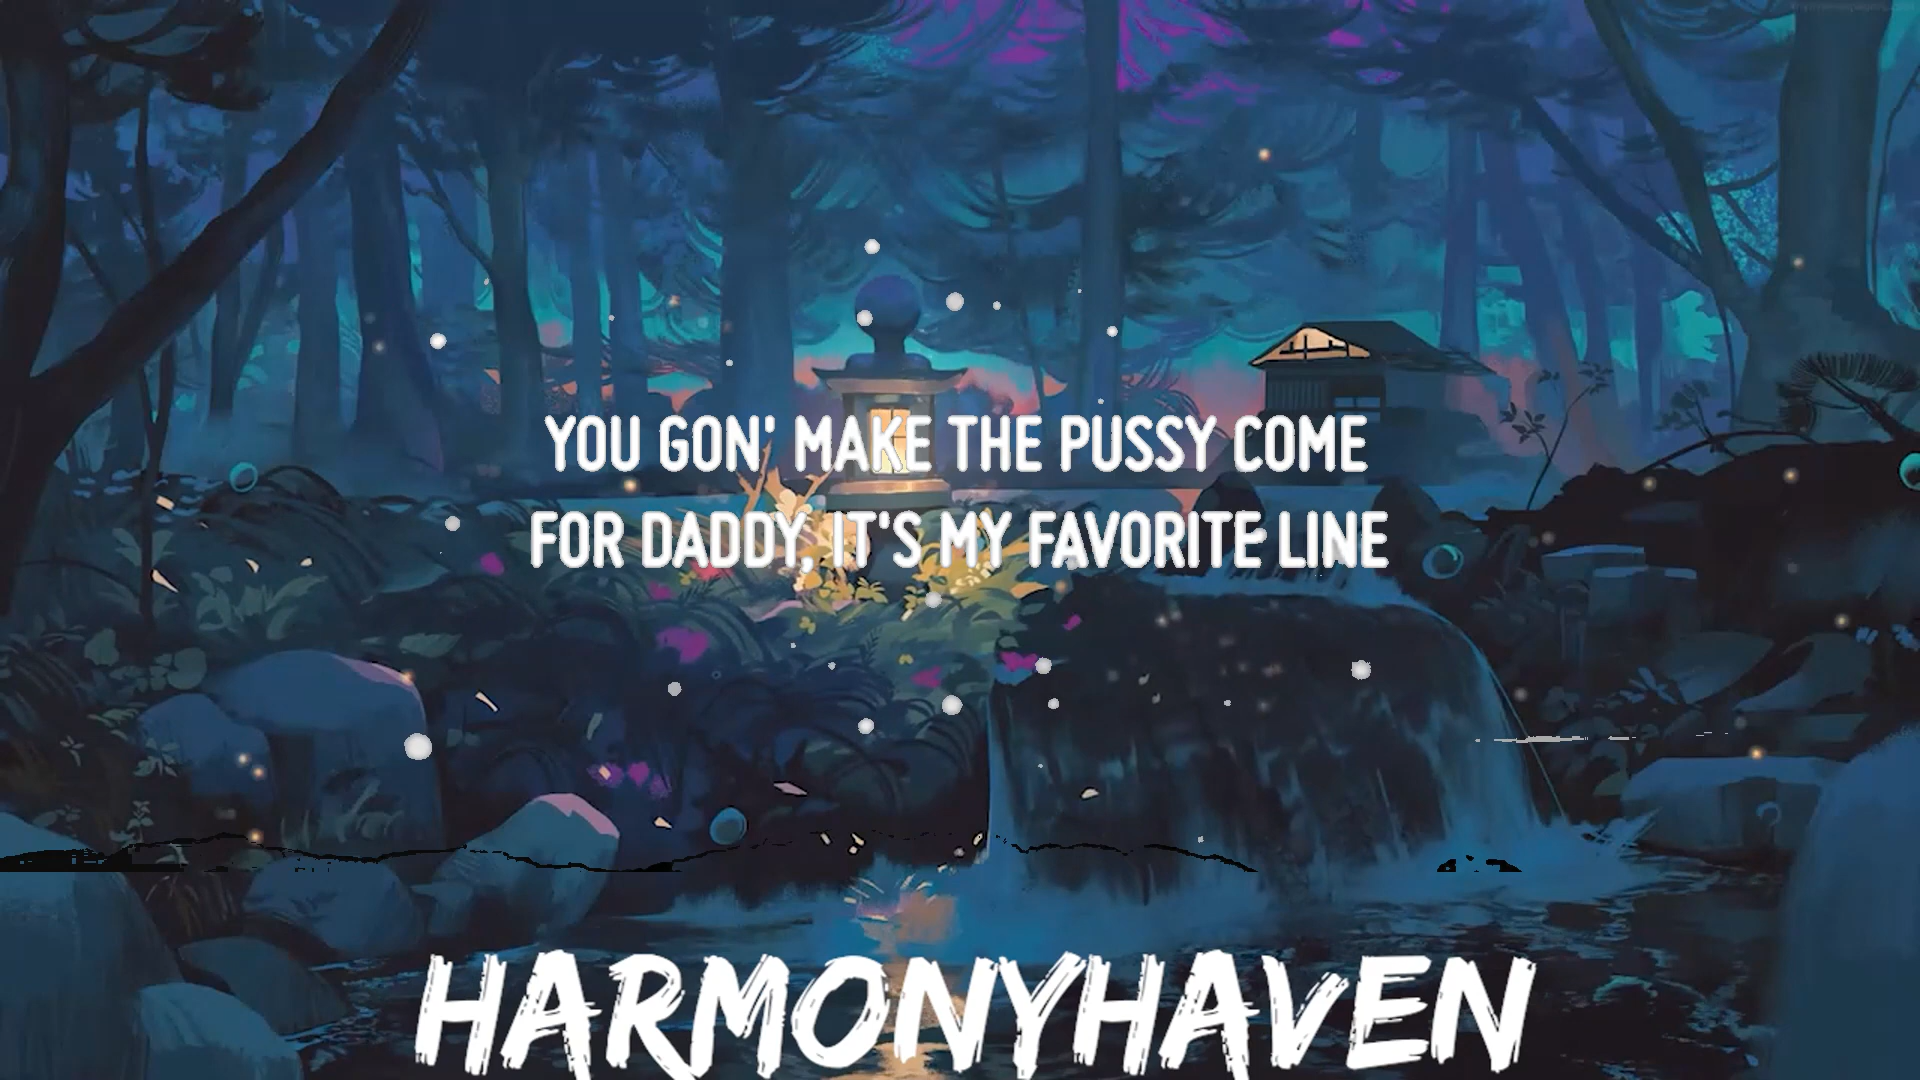 YOU GON' MAKE THE PUSSY COME
FOR DADDY, IT'S MY FAVORITE LINE
HARMONYHAVEN